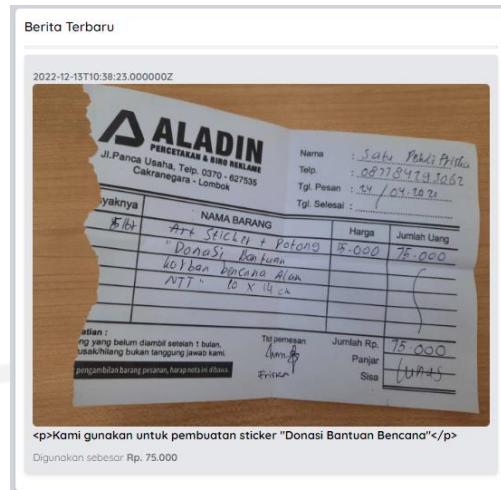 Berita Terbaru
2022-12-13T10:38:23.000000Z
ALADIN
PERCETAKAN & BIRO REKLAME
Jl.Panca Usaha, Telp. 0370 - 627535
Cakranegara - Lombok
Nama :
Telp. :
Tgl. Pesan : 14 / 04.2021
Tgl. Selesai :
yaknya NAMA BARANG Harga Jumlah Uang
5 lbr Art Sticker + Potong 15.000 75.000
"Donasi Bantuan
korban bencana Alam
NTT" 10 x 14 cm
atian :
ng yang belum diambil setelah 1 bulan,
usak/hilang bukan tanggung jawab kami.
pengambilan barang pesanan, harap nota ini dibawa.
Ttd pemesan
Jumlah Rp. 75.000
Panjar
Sisa Lunas
<p>Kami gunakan untuk pembuatan sticker "Donasi Bantuan Bencana"</p>
Digunakan sebesar Rp. 75.000